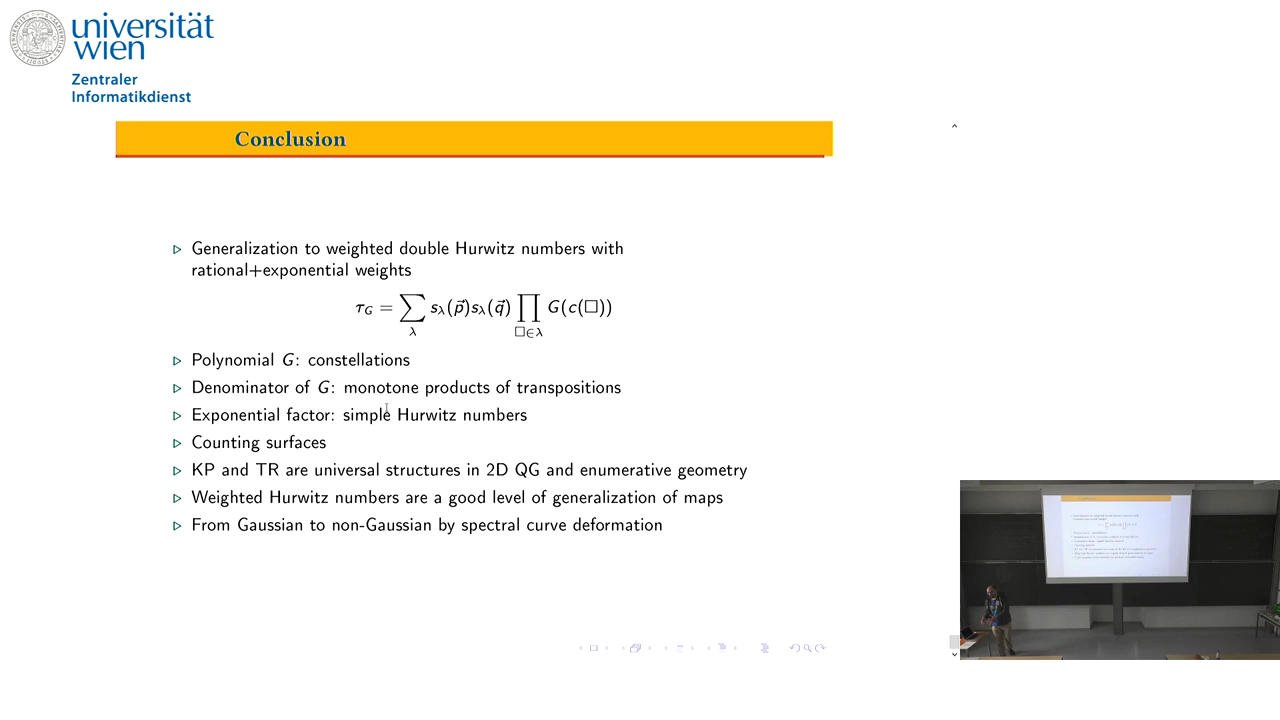 universität
wien
Zentraler
Informatikdienst
Conclusion
▷ Generalization to weighted double Hurwitz numbers with
rational+exponential weights
τ_G = ∑_λ s_λ(p⃗)s_λ(q⃗) ∏_{□∈λ} G(c(□))
▷ Polynomial G: constellations
▷ Denominator of G: monotone products of transpositions
▷ Exponential factor: simple Hurwitz numbers
▷ Counting surfaces
▷ KP and TR are universal structures in 2D QG and enumerative geometry
▷ Weighted Hurwitz numbers are a good level of generalization of maps
▷ From Gaussian to non-Gaussian by spectral curve deformation